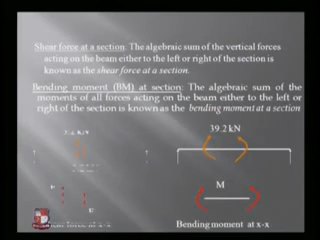 Shear force at a section: The algebraic sum of the vertical forces
acting on the beam either to the left or right of the section is
known as the shear force at a section.
Bending moment (BM) at section: The algebraic sum of the
moments of all forces acting on the beam either to the left or
right of the section is known as the bending moment at a section
39.2 kN
M
force at x-x
Bending moment at x-x